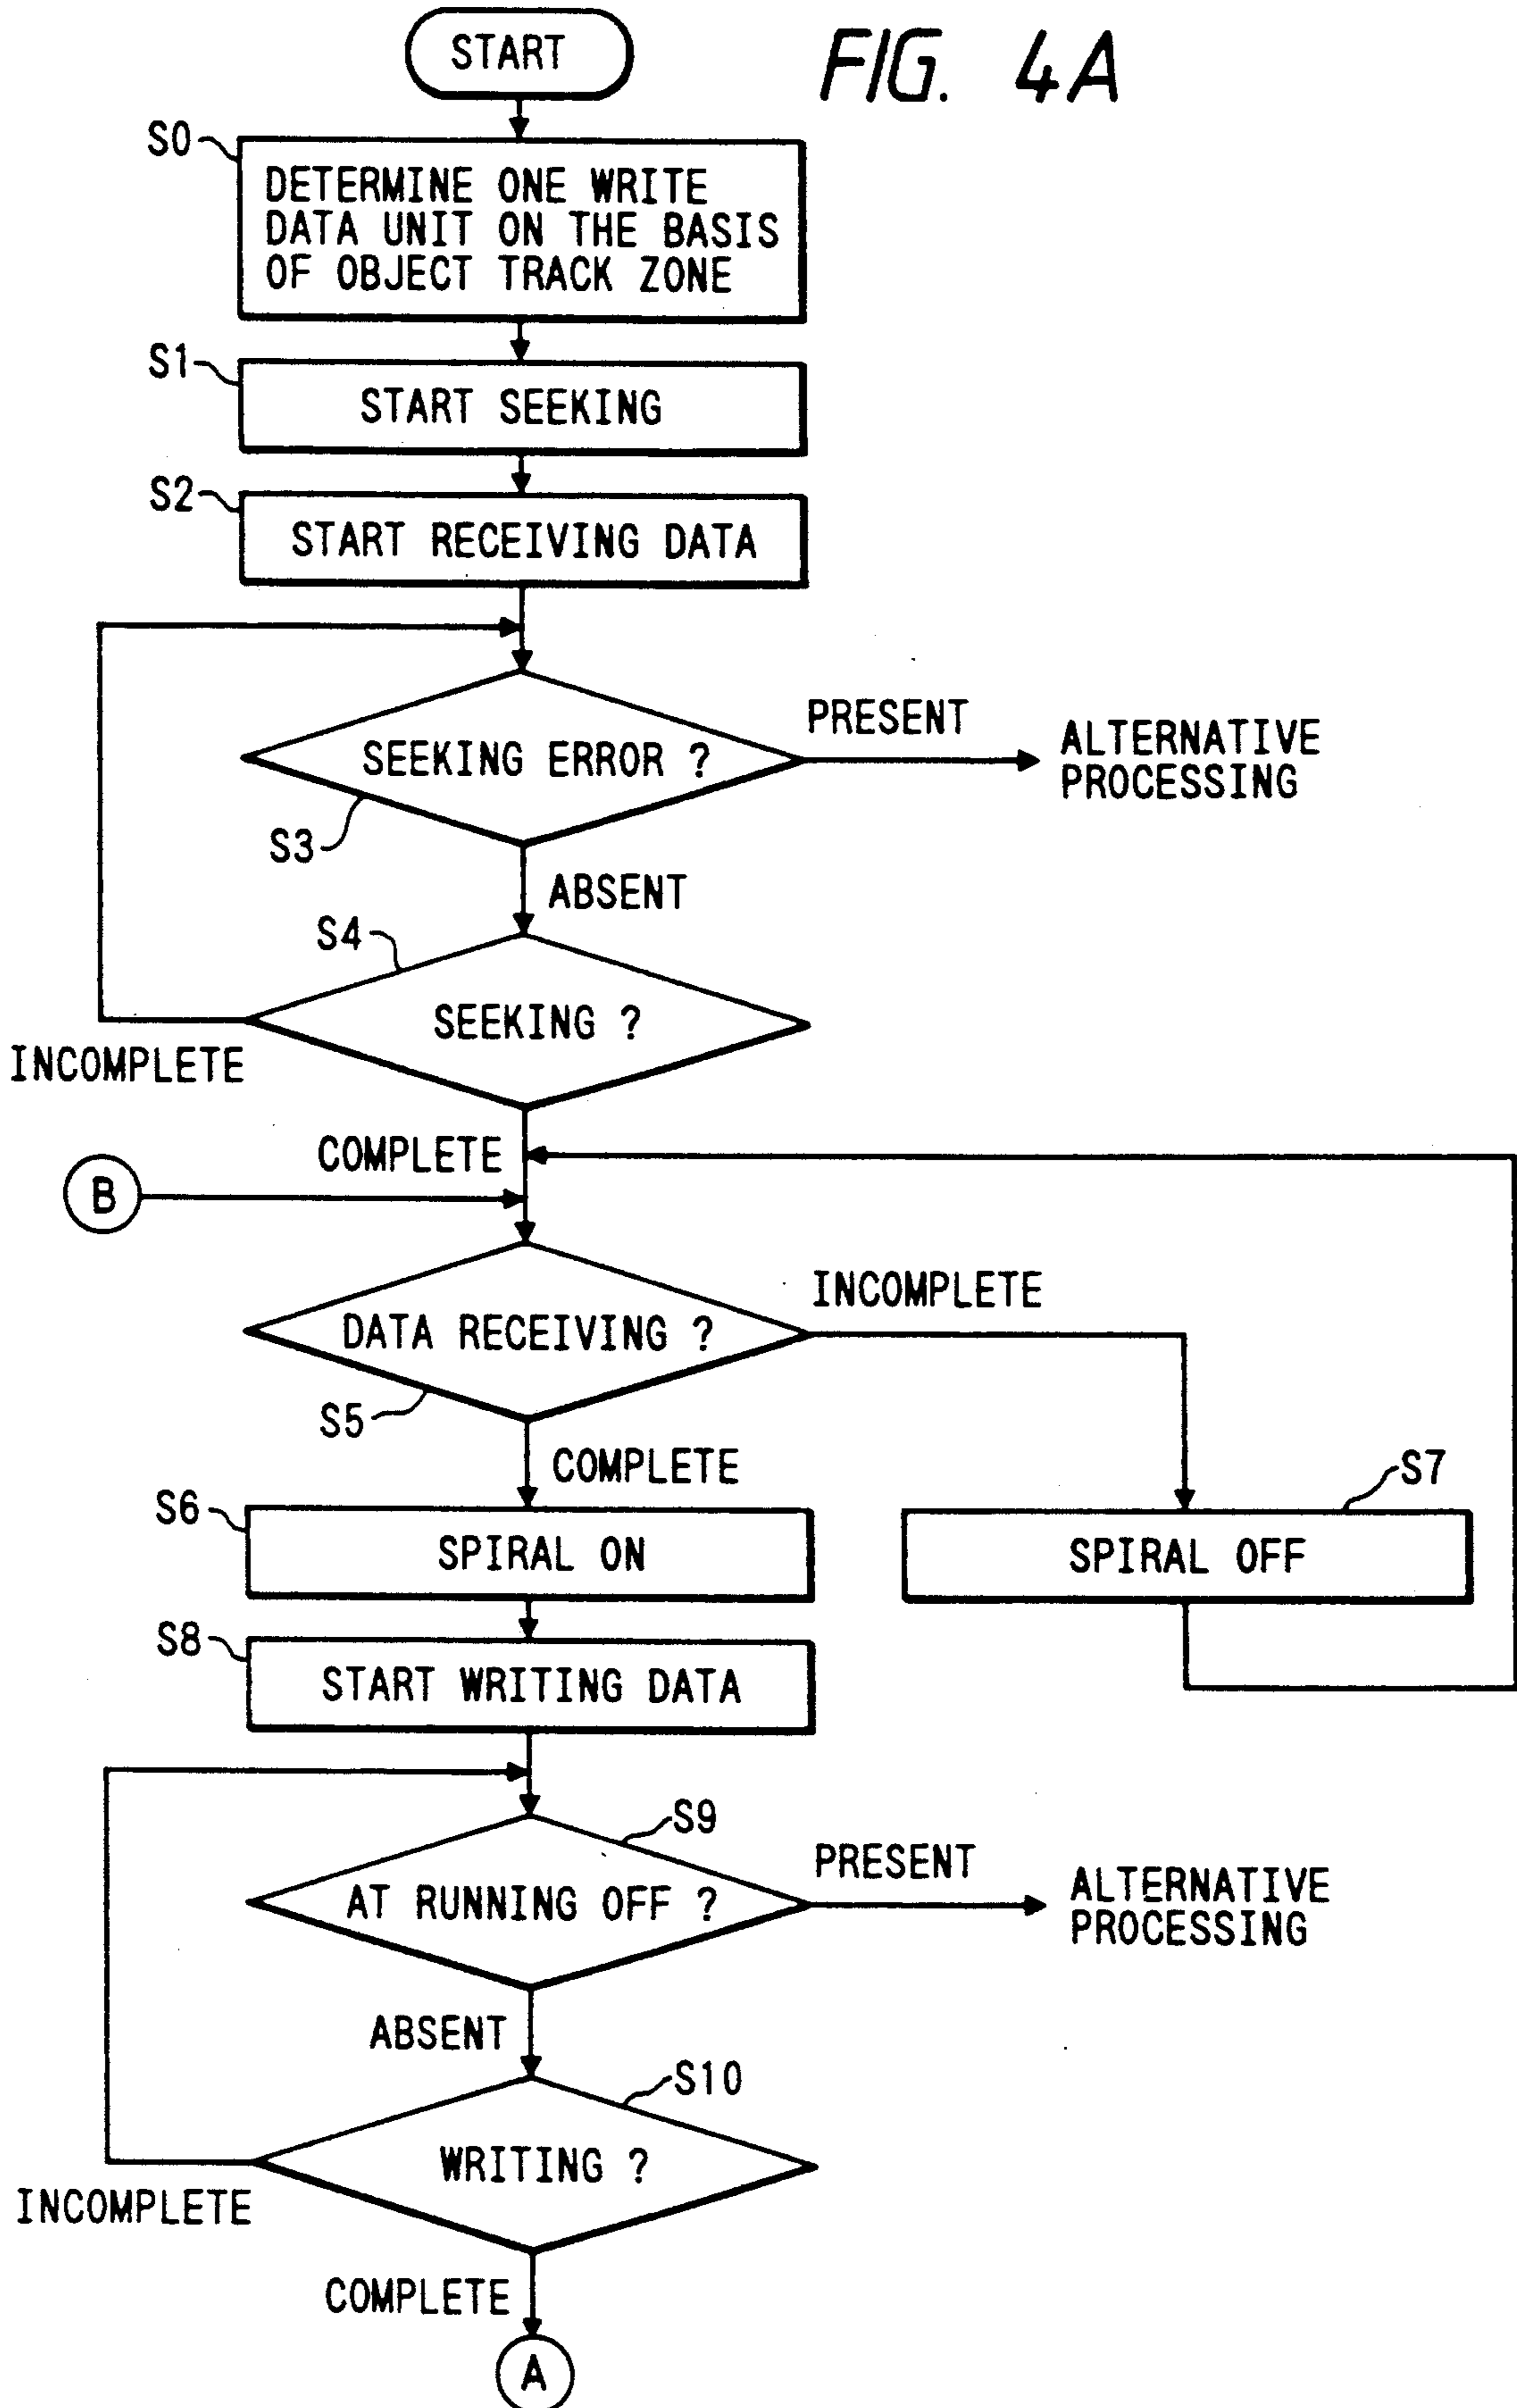 START
FIG. 4A
S0
DETERMINE ONE WRITE
DATA UNIT ON THE BASIS
OF OBJECT TRACK ZONE
S1
START SEEKING
S2
START RECEIVING DATA
SEEKING ERROR ?
PRESENT
ALTERNATIVE
PROCESSING
S3
ABSENT
S4
SEEKING ?
INCOMPLETE
COMPLETE
B
DATA RECEIVING ?
INCOMPLETE
S5
COMPLETE
S6
SPIRAL ON
S7
SPIRAL OFF
S8
START WRITING DATA
S9
AT RUNNING OFF ?
PRESENT
ALTERNATIVE
PROCESSING
ABSENT
S10
WRITING ?
INCOMPLETE
COMPLETE
A